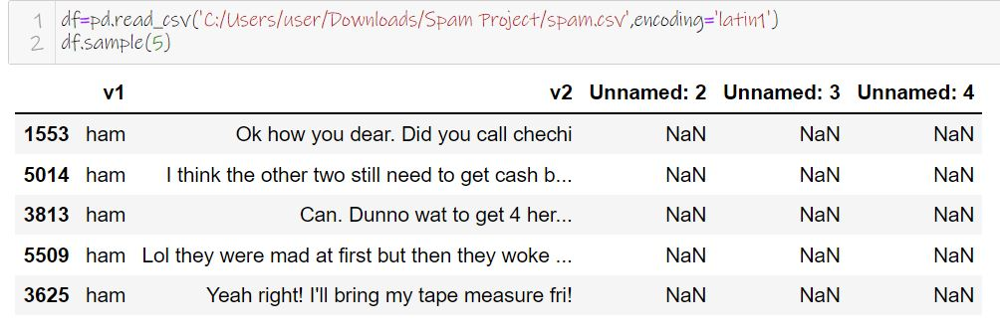 1 df=pd.read_csv('C:/Users/user/Downloads/Spam Project/spam.csv',encoding='latin1')
2 df.sample(5)
v1 v2 Unnamed: 2 Unnamed: 3 Unnamed: 4
1553 ham Ok how you dear. Did you call chechi NaN NaN NaN
5014 ham I think the other two still need to get cash b... NaN NaN NaN
3813 ham Can. Dunno wat to get 4 her... NaN NaN NaN
5509 ham Lol they were mad at first but then they woke ... NaN NaN NaN
3625 ham Yeah right! I'll bring my tape measure fri! NaN NaN NaN